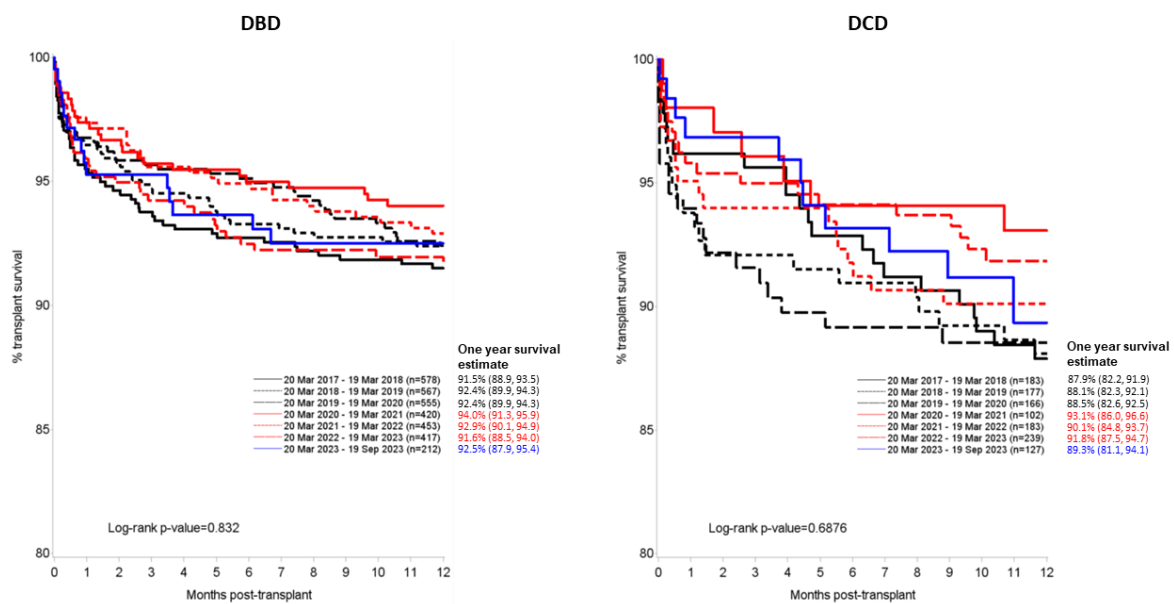 DBD
100
95
90
85
80
% transplant survival
0 1 2 3 4 5 6 7 8 9 10 11 12
Months post-transplant
One year survival
estimate
20 Mar 2017 - 19 Mar 2018 (n=578) 91.5% (88.9, 93.5)
20 Mar 2018 - 19 Mar 2019 (n=567) 92.4% (89.9, 94.3)
20 Mar 2019 - 19 Mar 2020 (n=555) 92.4% (89.9, 94.3)
20 Mar 2020 - 19 Mar 2021 (n=420) 94.0% (91.3, 95.9)
20 Mar 2021 - 19 Mar 2022 (n=453) 92.9% (90.1, 94.9)
20 Mar 2022 - 19 Mar 2023 (n=417) 91.6% (88.5, 94.0)
20 Mar 2023 - 19 Sep 2023 (n=212) 92.5% (87.9, 95.4)
Log-rank p-value=0.832
DCD
100
95
90
85
80
% transplant survival
0 1 2 3 4 5 6 7 8 9 10 11 12
Months post-transplant
One year survival
estimate
20 Mar 2017 - 19 Mar 2018 (n=183) 87.9% (82.2, 91.9)
20 Mar 2018 - 19 Mar 2019 (n=177) 88.1% (82.3, 92.1)
20 Mar 2019 - 19 Mar 2020 (n=166) 88.5% (82.6, 92.5)
20 Mar 2020 - 19 Mar 2021 (n=102) 93.1% (86.0, 96.6)
20 Mar 2021 - 19 Mar 2022 (n=183) 90.1% (84.8, 93.7)
20 Mar 2022 - 19 Mar 2023 (n=239) 91.8% (87.5, 94.7)
20 Mar 2023 - 19 Sep 2023 (n=127) 89.3% (81.1, 94.1)
Log-rank p-value=0.6876